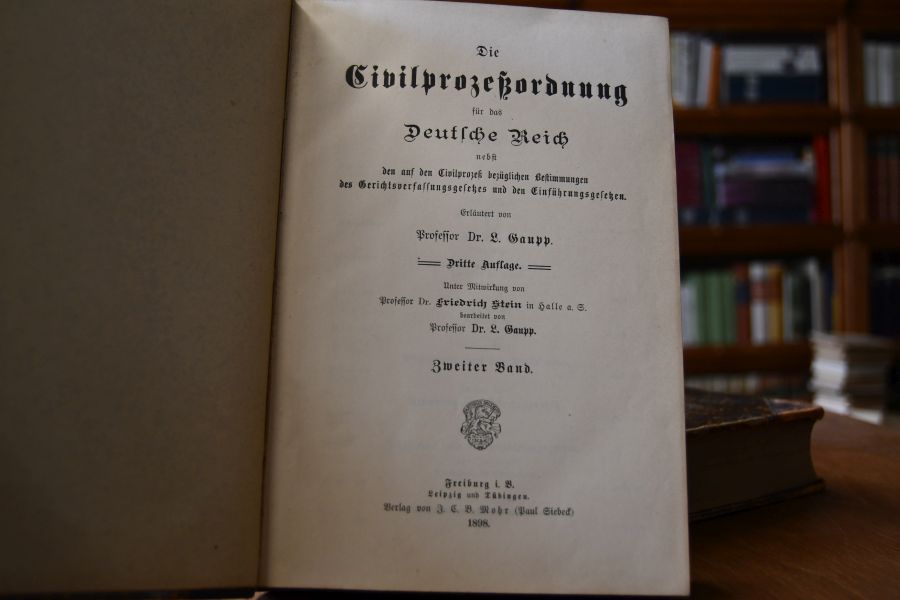 Die
Civilprozeßordnung
für das
Deutsche Reich
nebst
den auf den Civilprozeß bezüglichen Bestimmungen
des Gerichtsverfassungsgesetzes und den Einführungsgesetzen.
Erläutert von
Professor Dr. L. Gaupp.
Dritte Auflage.
Unter Mitwirkung von
Professor Dr. Friedrich Stein in Halle a. S.
bearbeitet von
Professor Dr. L. Gaupp.
Zweiter Band.
Freiburg i. B.
Leipzig und Tübingen.
Verlag von J. C. B. Mohr (Paul Siebeck)
1898.